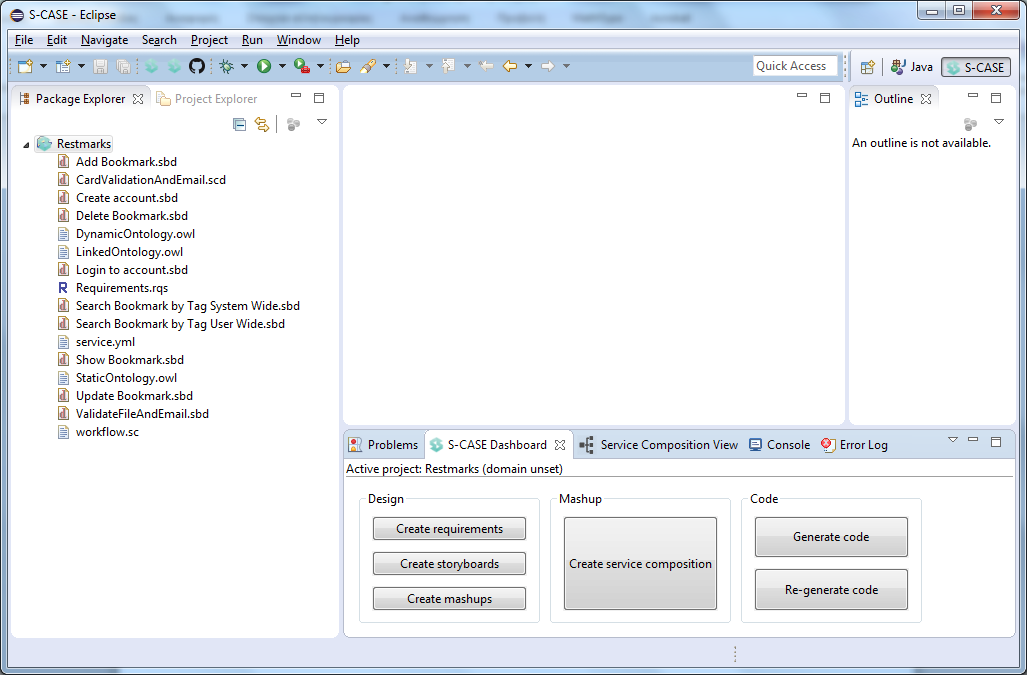 S-CASE - Eclipse
File Edit Navigate Search Project Run Window Help
Quick Access
Java
S-CASE
Package Explorer
Project Explorer
Restmarks
Add Bookmark.sbd
CardValidationAndEmail.scd
Create account.sbd
Delete Bookmark.sbd
DynamicOntology.owl
LinkedOntology.owl
Login to account.sbd
Requirements.rqs
Search Bookmark by Tag System Wide.sbd
Search Bookmark by Tag User Wide.sbd
service.yml
Show Bookmark.sbd
StaticOntology.owl
Update Bookmark.sbd
ValidateFileAndEmail.sbd
workflow.sc
Outline
An outline is not available.
Problems
S-CASE Dashboard
Service Composition View
Console
Error Log
Active project: Restmarks (domain unset)
Design
Create requirements
Create storyboards
Create mashups
Mashup
Create service composition
Code
Generate code
Re-generate code